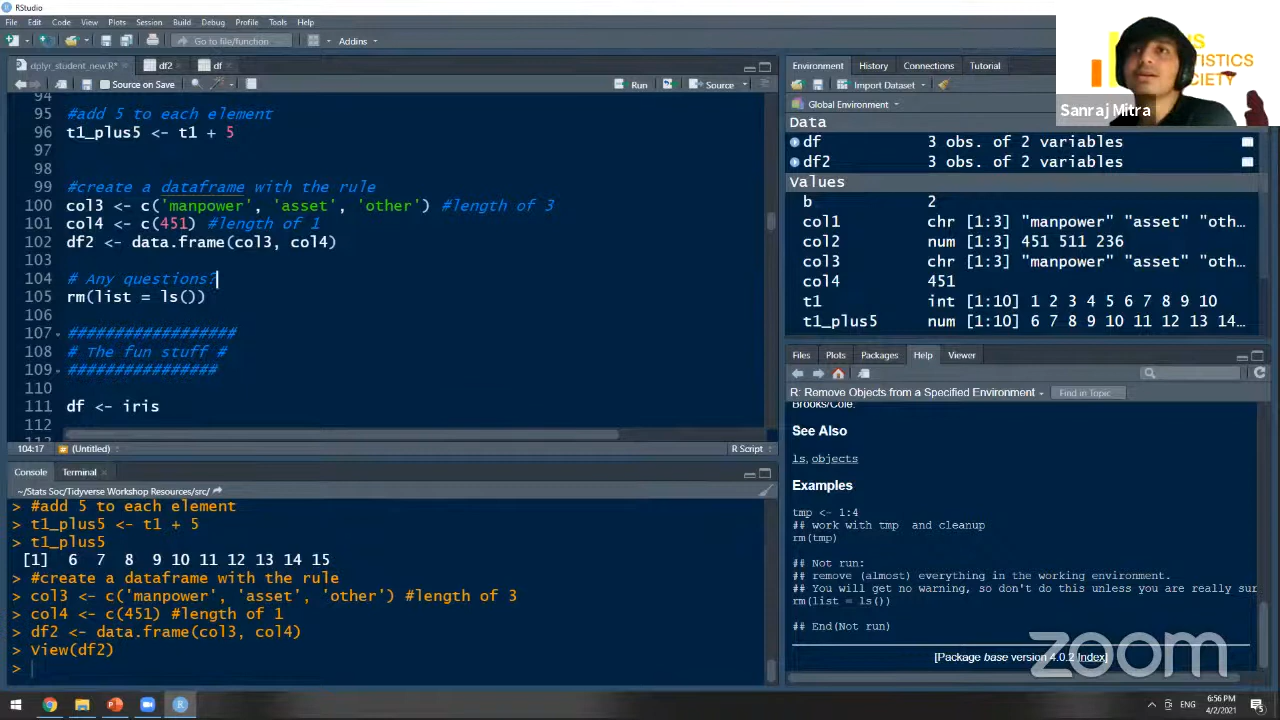 RStudio
File Edit Code View Plots Session Build Debug Profile Tools Help
Go to file/function Addins
dplyr_student_new.R* df2 df
Source on Save Run Source
94
95 #add 5 to each element
96 t1_plus5 <- t1 + 5
97
98
99 #create a dataframe with the rule
100 col3 <- c('manpower', 'asset', 'other') #length of 3
101 col4 <- c(451) #length of 1
102 df2 <- data.frame(col3, col4)
103
104 # Any questions?
105 rm(list = ls())
106
107 ##################
108 # The fun stuff #
109 ################
110
111 df <- iris
112
104:17 (Untitled) R Script
Console Terminal
~/Stats Soc/Tidyverse Workshop Resources/src/
> #add 5 to each element
> t1_plus5 <- t1 + 5
> t1_plus5
[1] 6 7 8 9 10 11 12 13 14 15
> #create a dataframe with the rule
> col3 <- c('manpower', 'asset', 'other') #length of 3
> col4 <- c(451) #length of 1
> df2 <- data.frame(col3, col4)
> View(df2)
>
Environment History Connections Tutorial
Import Dataset
Global Environment
Data
df 3 obs. of 2 variables
df2 3 obs. of 2 variables
Values
b 2
col1 chr [1:3] "manpower" "asset" "oth…
col2 num [1:3] 451 511 236
col3 chr [1:3] "manpower" "asset" "oth…
col4 451
t1 int [1:10] 1 2 3 4 5 6 7 8 9 10
t1_plus5 num [1:10] 6 7 8 9 10 11 12 13 14…
Files Plots Packages Help Viewer
R: Remove Objects from a Specified Environment Find in Topic
Brooks/Cole.
See Also
ls, objects
Examples
tmp <- 1:4
## work with tmp and cleanup
rm(tmp)
## Not run:
## remove (almost) everything in the working environment.
## You will get no warning, so don't do this unless you are really sur
rm(list = ls())
## End(Not run)
[Package base version 4.0.2 Index]
Sanraj Mitra
zoom
ENG
6:56 PM
4/2/2021
5